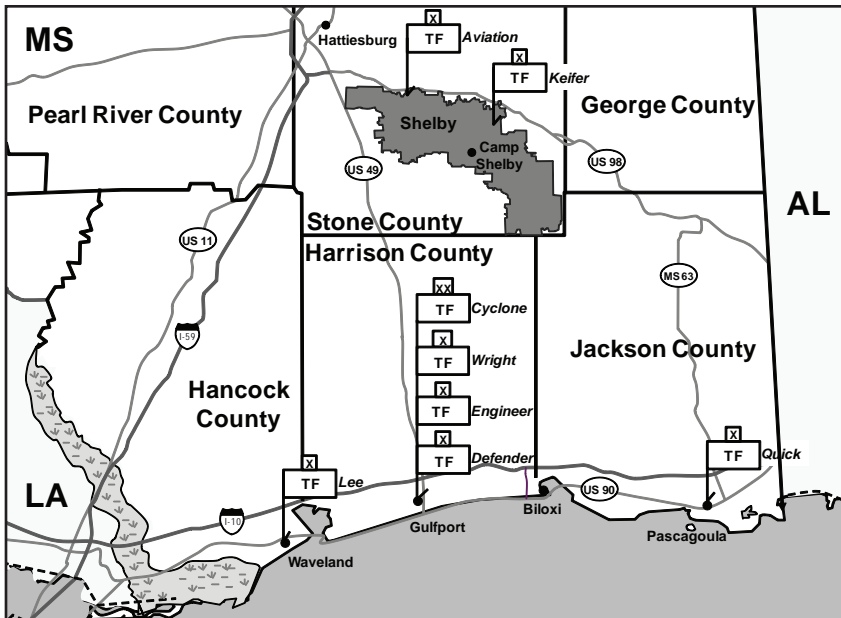 MS
Hattiesburg
X
TF
Aviation
X
TF
Keifer
Pearl River County
George County
Shelby
Camp
Shelby
US 49
US 98
AL
Stone County
Harrison County
US 11
MS 63
XX
TF
Cyclone
I-59
X
TF
Wright
Jackson County
Hancock
County
X
TF
Engineer
X
TF
Defender
X
TF
Quick
X
TF
Lee
LA
US 90
I-10
Biloxi
Gulfport
Pascagoula
Waveland